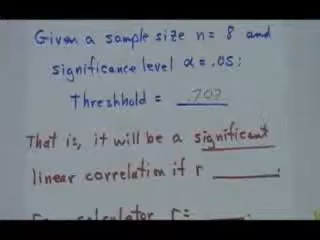 Given a sample size n= 8 and
significance level α = .05:
Threshhold = .707
That is, it will be a significant
linear correlation if r
calculator r=